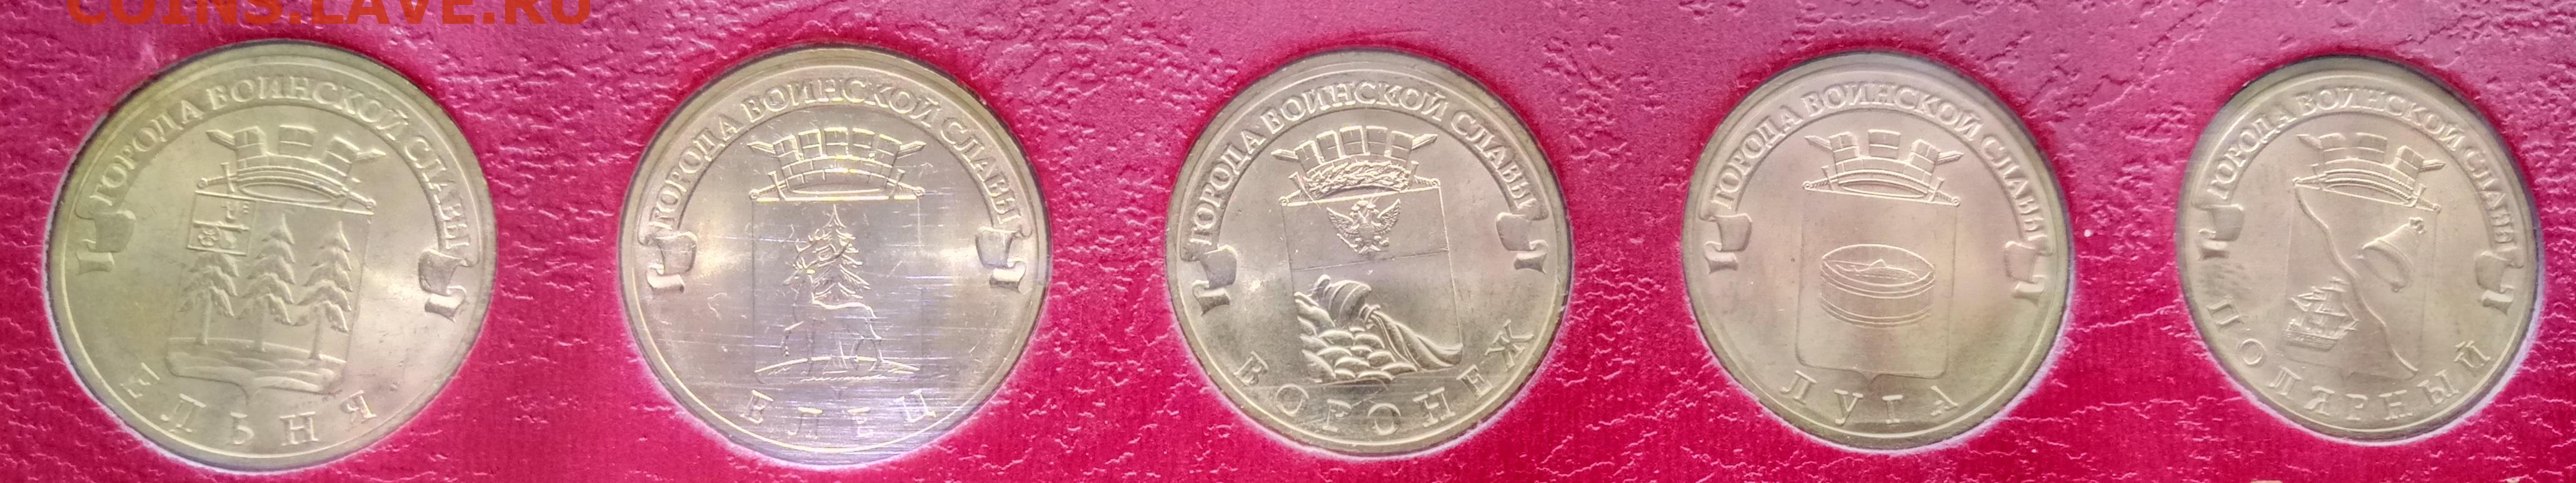 COINS.LAVE.RU
ГОРОДА ВОИНСКОЙ СЛАВЫ
ЕЛЬНЯ
ГОРОДА ВОИНСКОЙ СЛАВЫ
ЕЛЕЦ
ГОРОДА ВОИНСКОЙ СЛАВЫ
ВОРОНЕЖ
ГОРОДА ВОИНСКОЙ СЛАВЫ
ЛУГА
ГОРОДА ВОИНСКОЙ СЛАВЫ
ПОЛЯРНЫЙ